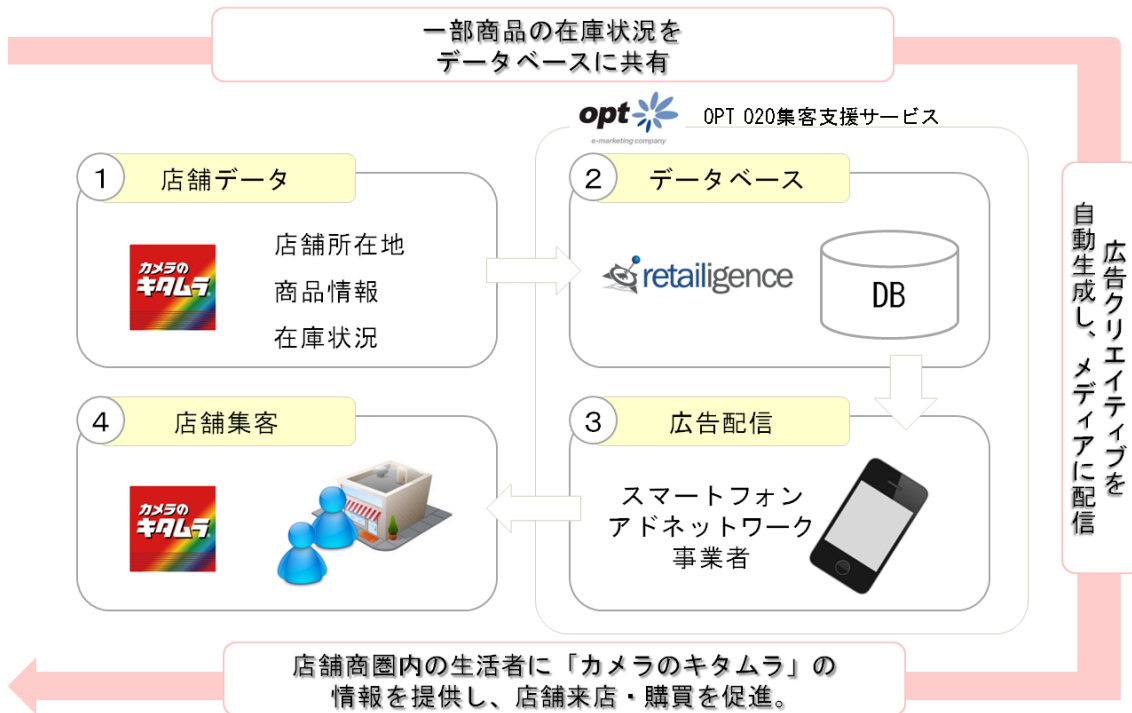 一部商品の在庫状況を
データベースに共有
opt
e-marketing company
OPT O2O集客支援サービス
1 店舗データ
カメラの
キタムラ
店舗所在地
商品情報
在庫状況
2 データベース
retailigence
DB
広告クリエイティブを
自動生成し、メディアに配信
3 広告配信
スマートフォン
アドネットワーク
事業者
4 店舗集客
カメラの
キタムラ
店舗商圏内の生活者に「カメラのキタムラ」の
情報を提供し、店舗来店・購買を促進。